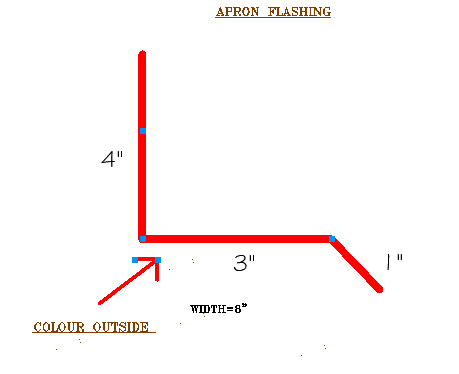 APRON FLASHING
4"
3"
1"
WIDTH=8"
COLOUR OUTSIDE